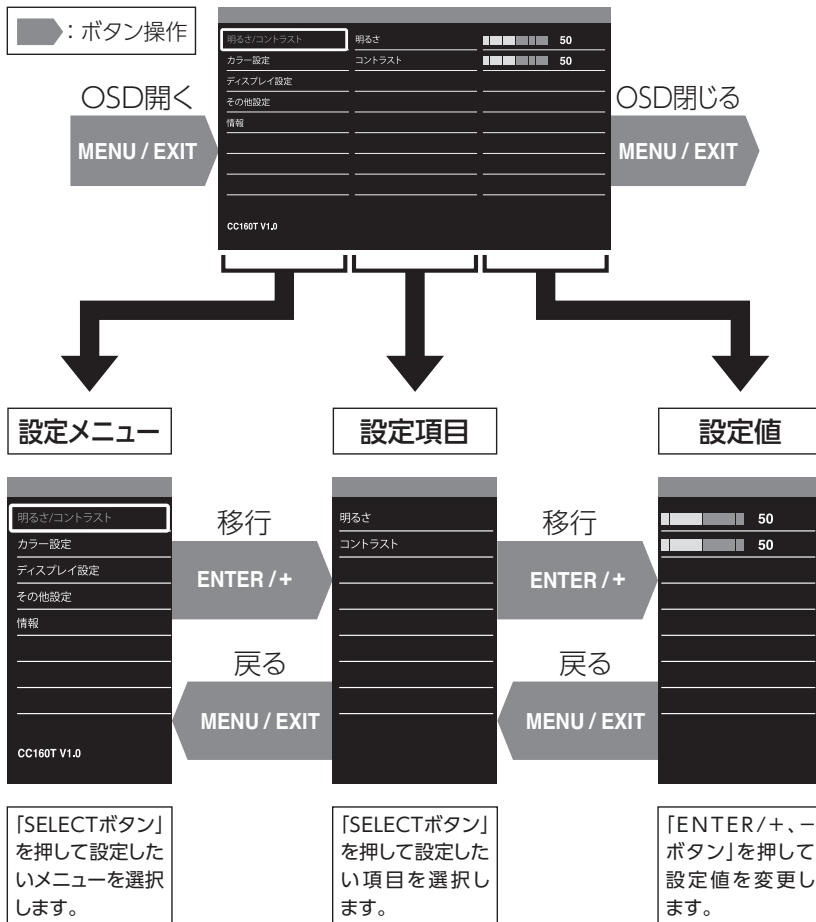 ：ボタン操作
OSD開く
MENU / EXIT
明るさ/コントラスト
明るさ
50
カラー設定
コントラスト
50
ディスプレイ設定
その他設定
情報
CC160T V1.0
OSD閉じる
MENU / EXIT
設定メニュー
設定項目
設定値
明るさ/コントラスト
カラー設定
ディスプレイ設定
その他設定
情報
CC160T V1.0
移行
ENTER / +
戻る
MENU / EXIT
明るさ
コントラスト
移行
ENTER / +
戻る
MENU / EXIT
50
50
「SELECTボタン」
を押して設定した
いメニューを選択
します。
「SELECTボタン」
を押して設定した
い項目を選択し
ます。
「ENTER/＋、－
ボタン」を押して
設定値を変更し
ます。